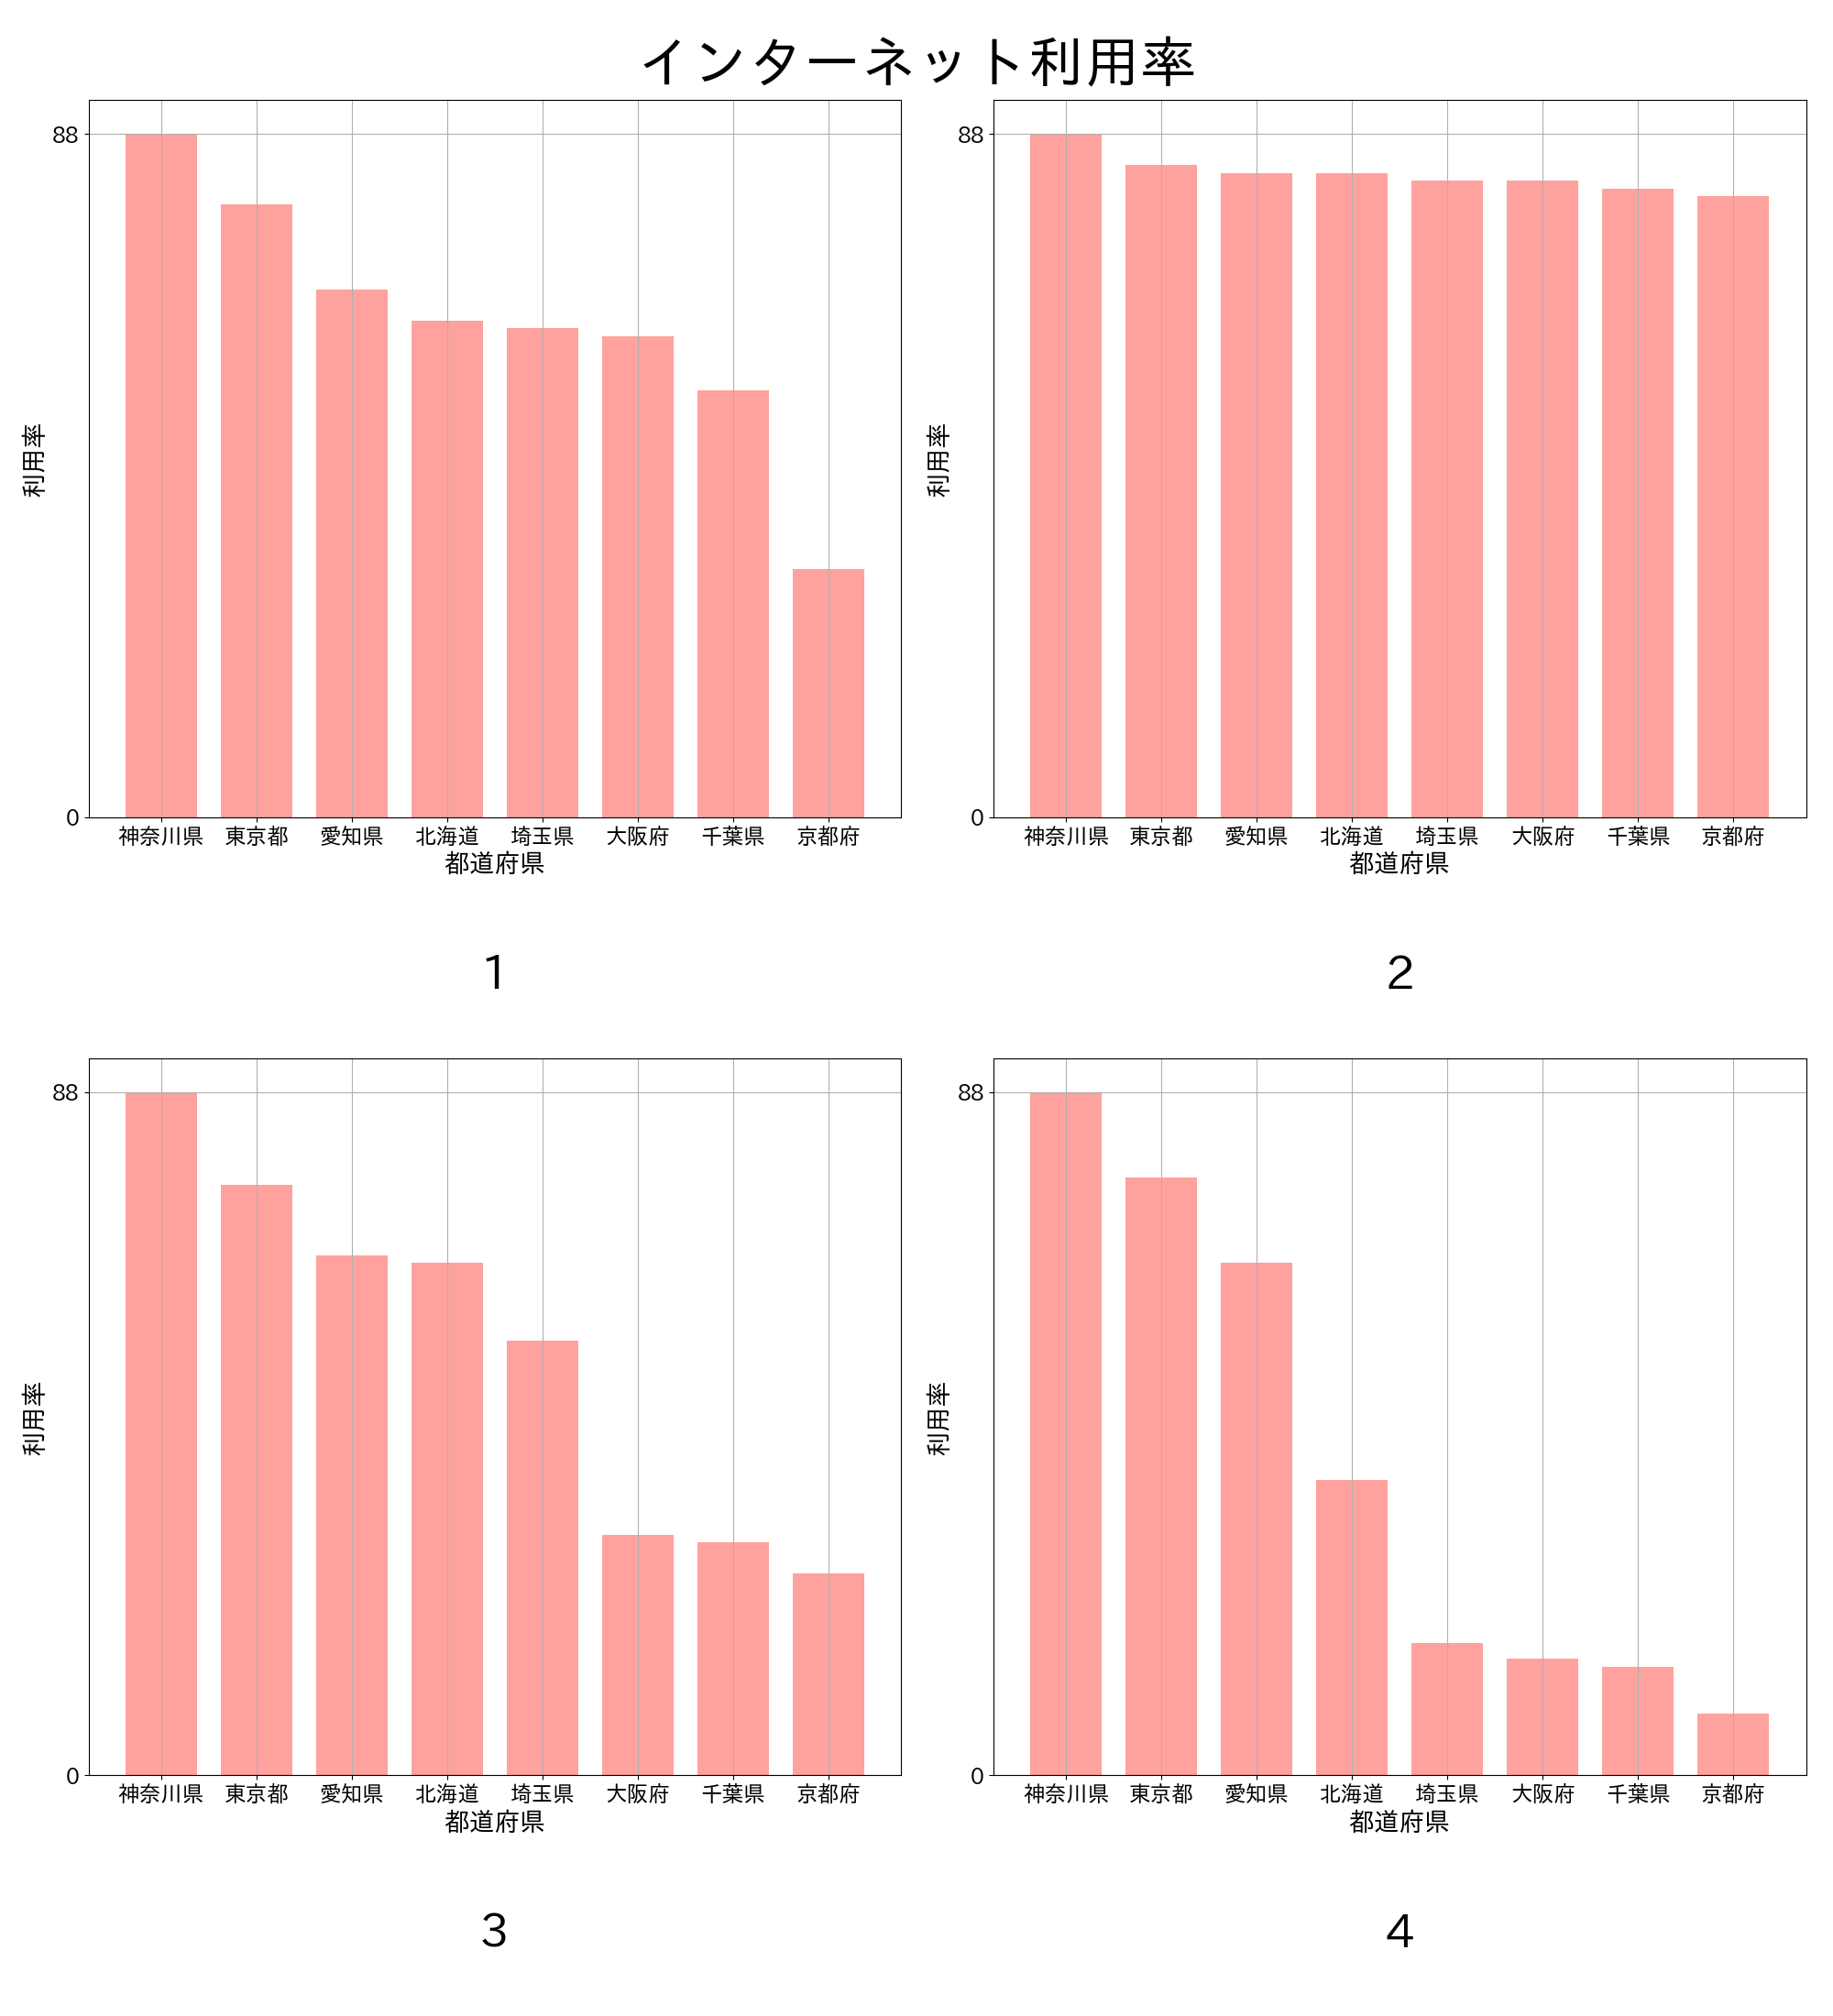 インターネット利用率
88
0
利用率
神奈川県 東京都 愛知県 北海道 埼玉県 大阪府 千葉県 京都府
都道府県
1
88
0
利用率
神奈川県 東京都 愛知県 北海道 埼玉県 大阪府 千葉県 京都府
都道府県
2
88
0
利用率
神奈川県 東京都 愛知県 北海道 埼玉県 大阪府 千葉県 京都府
都道府県
3
88
0
利用率
神奈川県 東京都 愛知県 北海道 埼玉県 大阪府 千葉県 京都府
都道府県
4